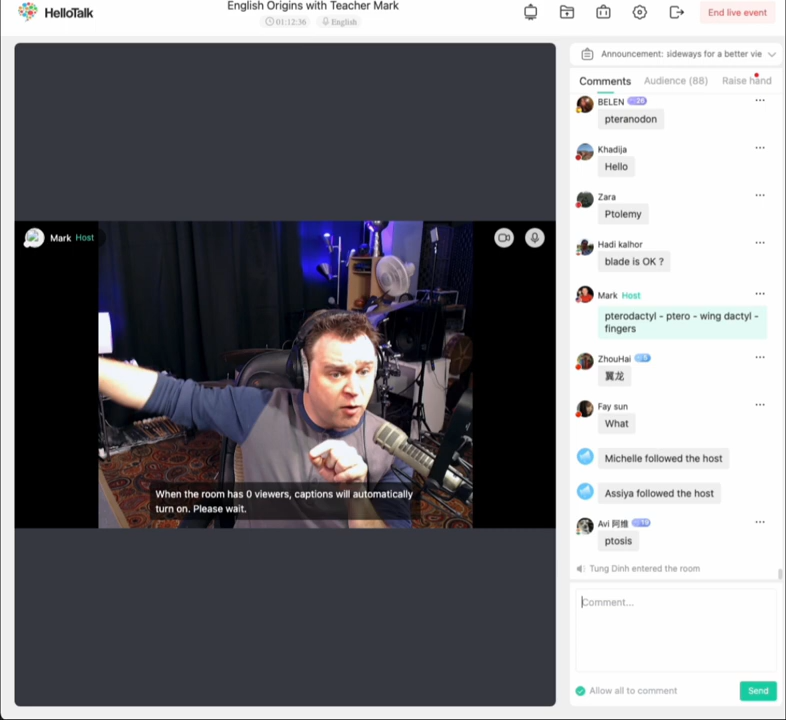 HelloTalk
English Origins with Teacher Mark
01:12:36
English
End live event
Mark Host
When the room has 0 viewers, captions will automatically
turn on. Please wait.
Announcement: sideways for a better vie
Comments
Audience (88)
Raise hand
BELEN 26
pteranodon
Khadija
Hello
Zara
Ptolemy
Hadi kalhor
blade is OK ?
Mark Host
pterodactyl - ptero - wing dactyl -
fingers
ZhouHai
翼龙
Fay sun
What
Michelle followed the host
Assiya followed the host
Avi 阿维
ptosis
Tung Dinh entered the room
Comment...
Allow all to comment
Send